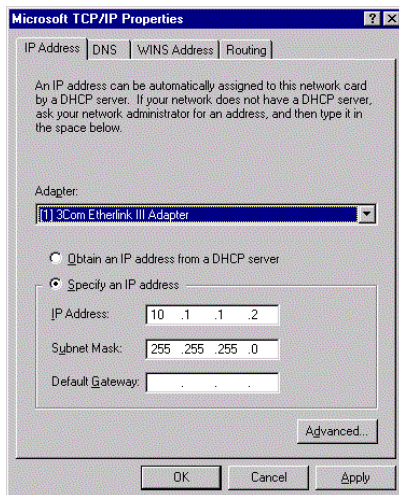 Microsoft TCP/IP Properties
IP Address DNS WINS Address Routing
An IP address can be automatically assigned to this network card
by a DHCP server. If your network does not have a DHCP server,
ask your network administrator for an address, and then type it in
the space below.
Adapter:
[1] 3Com Etherlink III Adapter
Obtain an IP address from a DHCP server
Specify an IP address
IP Address: 10 .1 .1 .2
Subnet Mask: 255 .255 .255 .0
Default Gateway: . . .
Advanced...
OK Cancel Apply